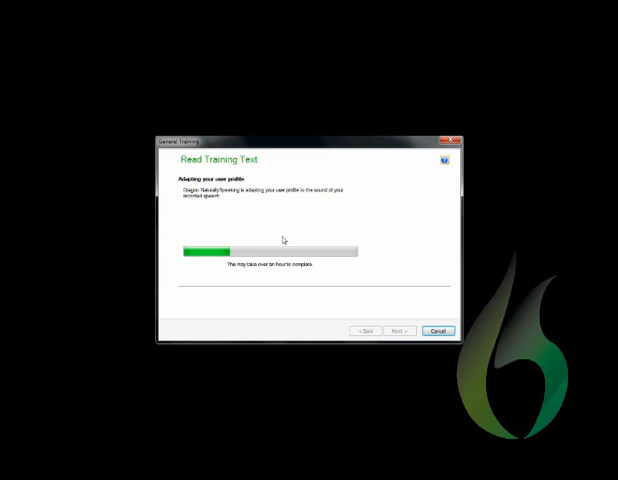 General Training
Read Training Text
Adapting your user profile
Dragon NaturallySpeaking is adapting your user profile to the sound of your
recorded speech.
This may take over an hour to complete.
< Back
Next >
Cancel